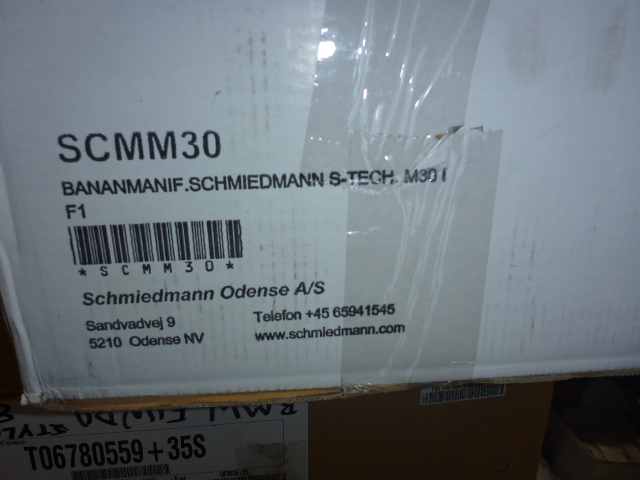 SCMM30
BANANMANIF.SCHMIEDMANN S-TECH. M30 I
F1
*SCMM30*
Schmiedmann Odense A/S
Sandvadvej 9
Telefon +45 65941545
5210 Odense NV
www.schmiedmann.com
T06780559+35S